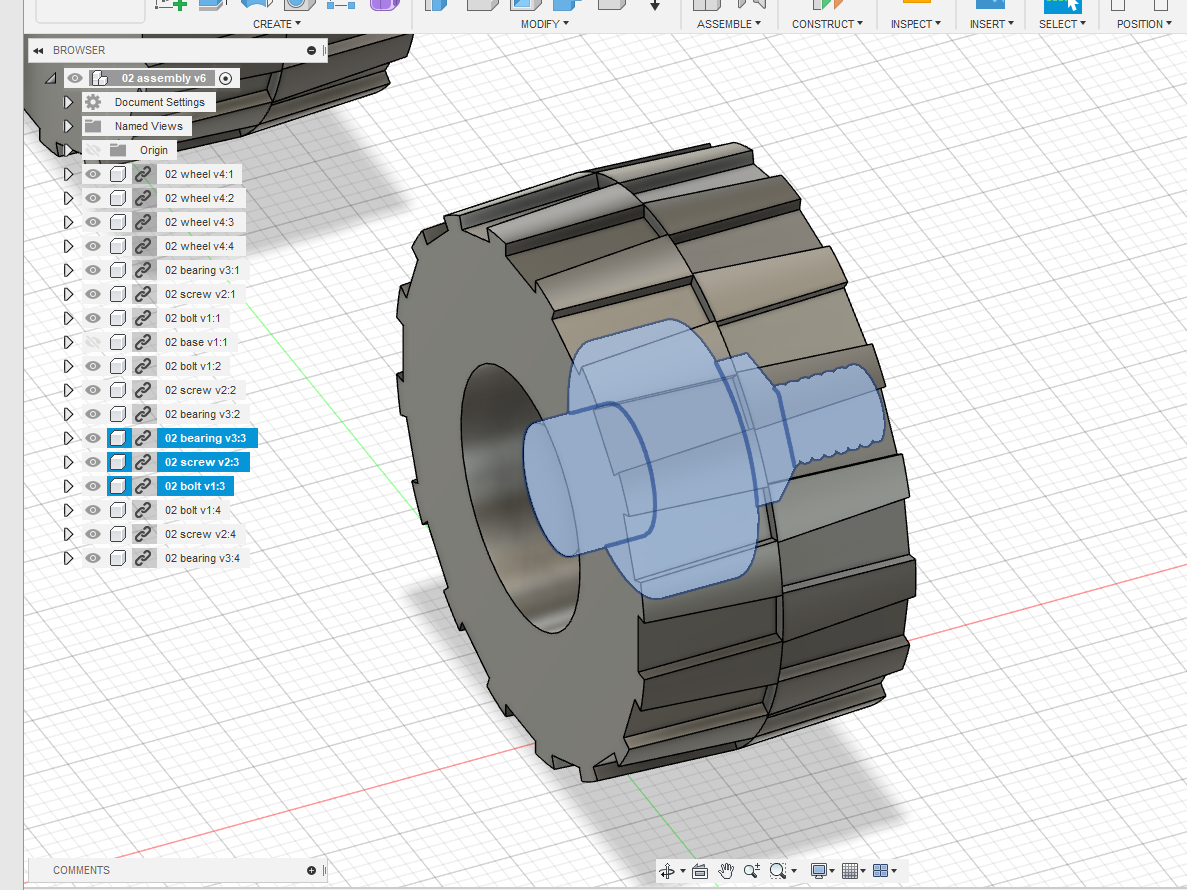 CREATE MODIFY ASSEMBLE CONSTRUCT INSPECT INSERT SELECT POSITION
BROWSER
02 assembly v6
Document Settings
Named Views
Origin
02 wheel v4:1
02 wheel v4:2
02 wheel v4:3
02 wheel v4:4
02 bearing v3:1
02 screw v2:1
02 bolt v1:1
02 base v1:1
02 bolt v1:2
02 screw v2:2
02 bearing v3:2
02 bearing v3:3
02 screw v2:3
02 bolt v1:3
02 bolt v1:4
02 screw v2:4
02 bearing v3:4
COMMENTS